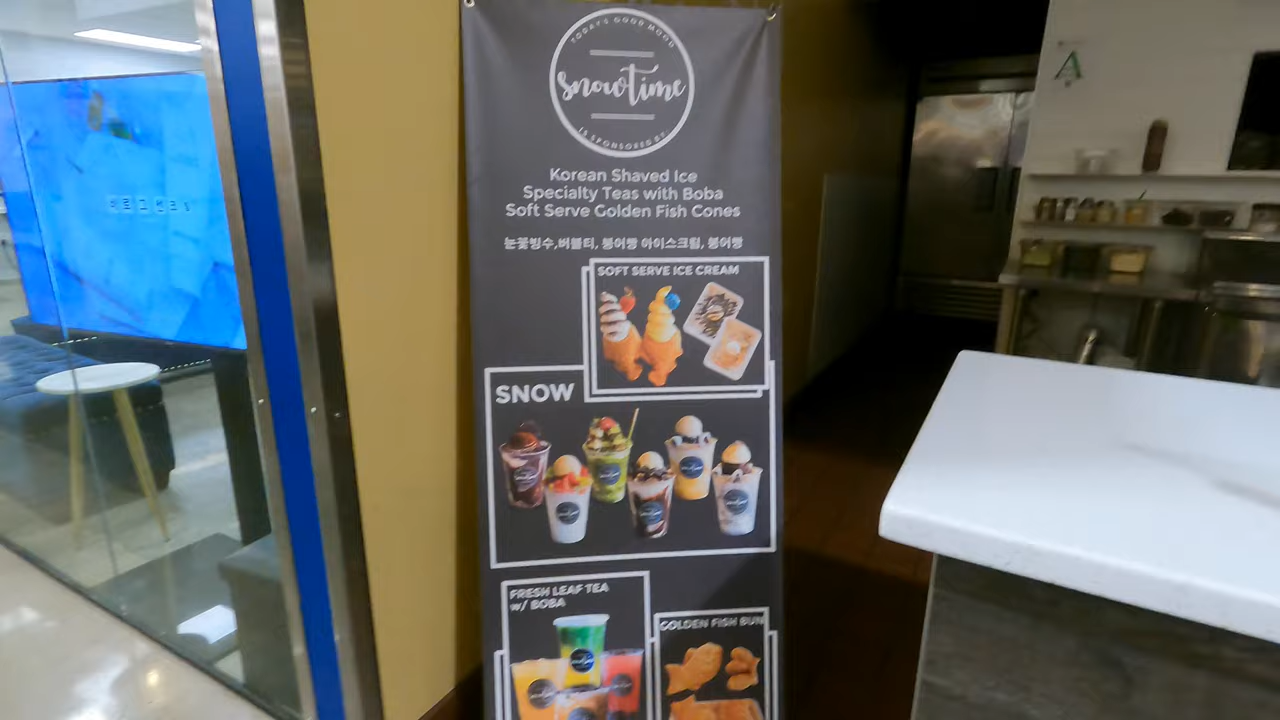 TODAY'S GOOD MOOD
Snowtime
IS SPONSORED BY
Korean Shaved Ice
Specialty Teas with Boba
Soft Serve Golden Fish Cones
눈꽃빙수,버블티, 붕어빵 아이스크림, 붕어빵
SOFT SERVE ICE CREAM
SNOW
FRESH LEAF TEA
w/ BOBA
GOLDEN FISH BUN
A